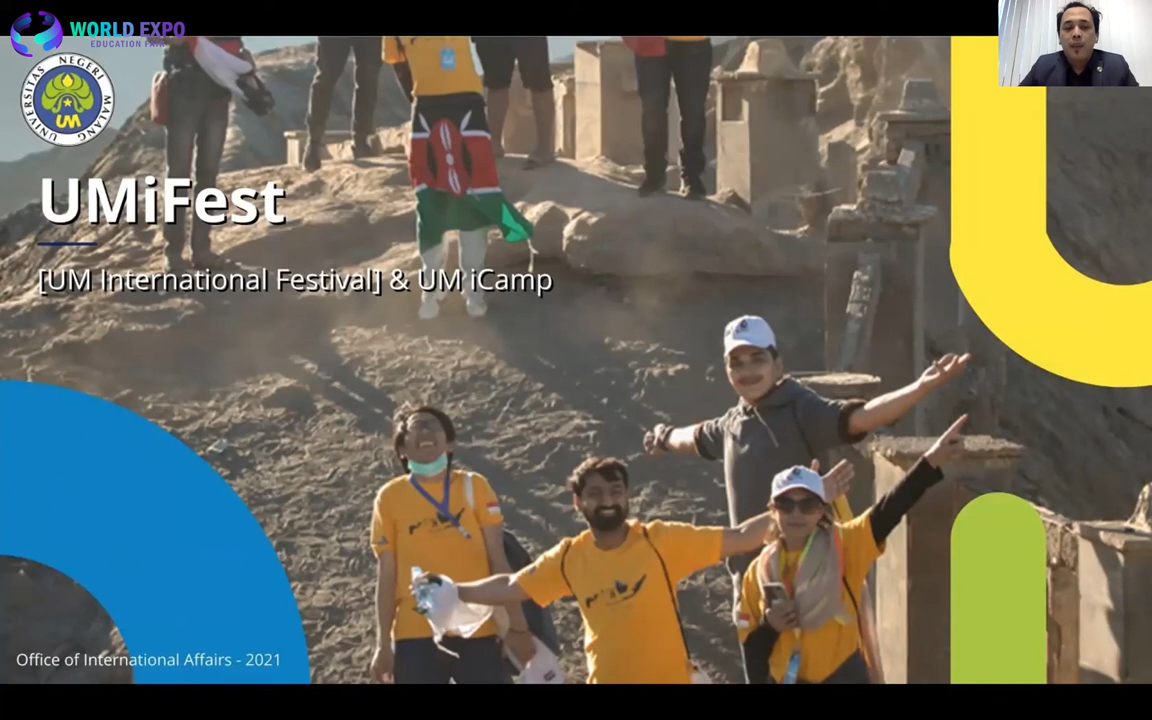 WORLD EXPO
EDUCATION FAIR
UNIVERSITAS NEGERI MALANG
UM
UMiFest
[UM International Festival] & UM iCamp
Office of International Affairs - 2021